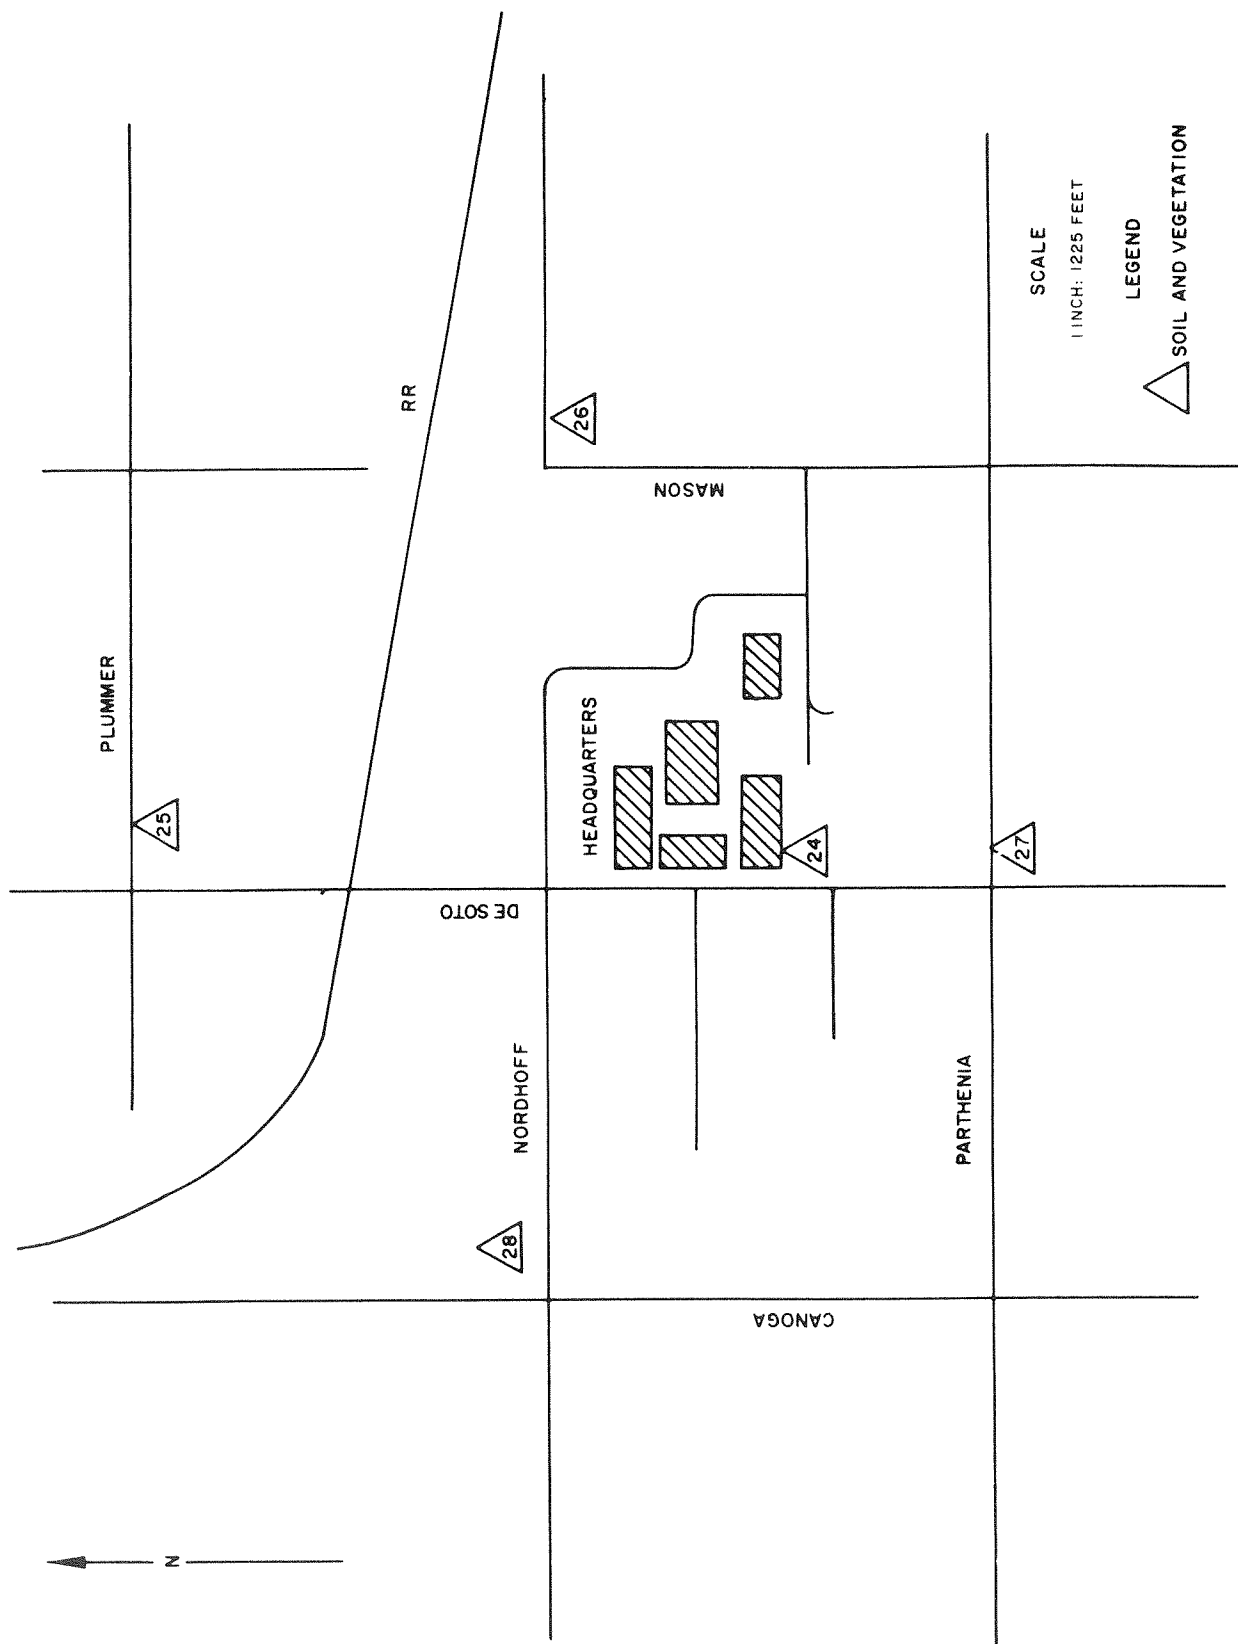 PLUMMER
25
RR
DE SOTO
NORDHOFF
28
26
MASON
HEADQUARTERS
24
CANOGA
PARTHENIA
27
N
SCALE
1 INCH: 1225 FEET
LEGEND
SOIL AND VEGETATION